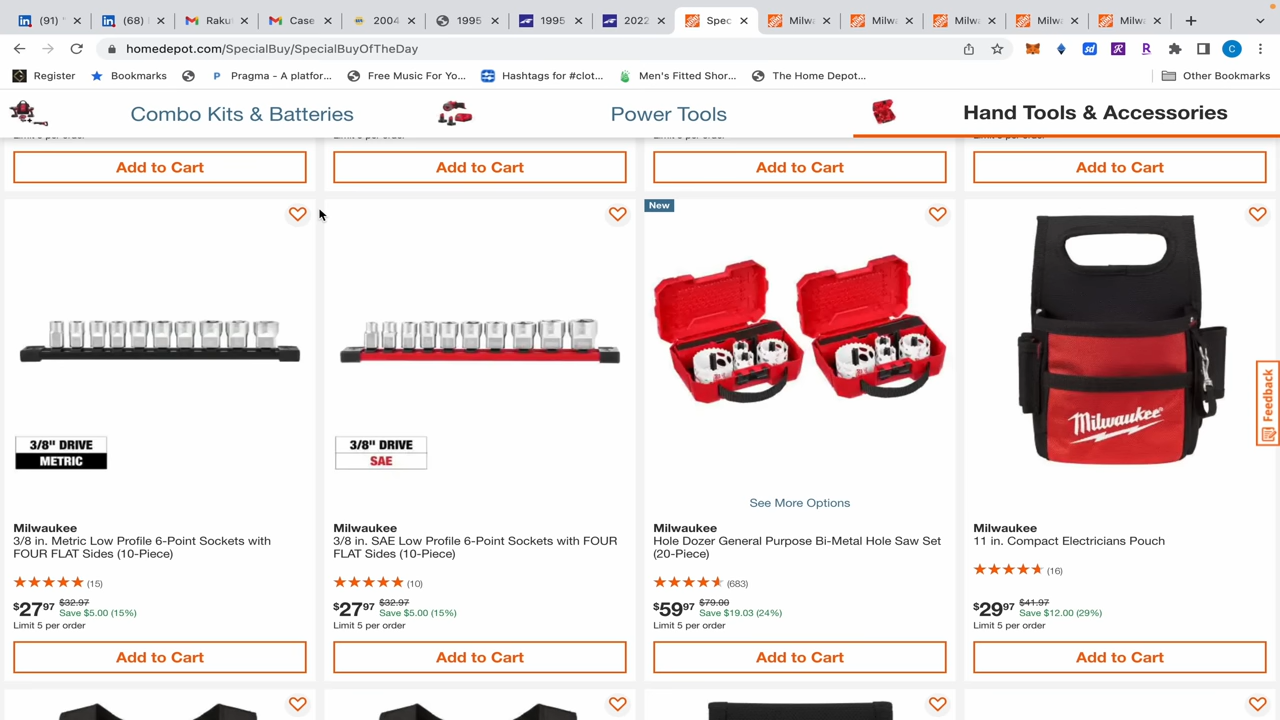 (91)
(68)
Raku
Case
2004
1995
1995
2022
Spec
Milwa
Milw
Milwa
Milwa
Milwa
homedepot.com/SpecialBuy/SpecialBuyOfTheDay
C
Register
Bookmarks
Pragma - A platfor...
Free Music For Yo...
Hashtags for #clot...
Men's Fitted Shor...
The Home Depot...
Other Bookmarks
Combo Kits & Batteries
Power Tools
Hand Tools & Accessories
Add to Cart
Add to Cart
Add to Cart
Add to Cart
New
3/8" DRIVE
METRIC
3/8" DRIVE
SAE
Milwaukee
Feedback
See More Options
Milwaukee
3/8 in. Metric Low Profile 6-Point Sockets with
FOUR FLAT Sides (10-Piece)
(15)
$27 97 $32.97
Save $5.00 (15%)
Limit 5 per order
Add to Cart
Milwaukee
3/8 in. SAE Low Profile 6-Point Sockets with FOUR
FLAT Sides (10-Piece)
(10)
$27 97 $32.97
Save $5.00 (15%)
Limit 5 per order
Add to Cart
Milwaukee
Hole Dozer General Purpose Bi-Metal Hole Saw Set
(20-Piece)
(683)
$59 97 $79.00
Save $19.03 (24%)
Limit 5 per order
Add to Cart
Milwaukee
11 in. Compact Electricians Pouch
(16)
$29 97 $41.97
Save $12.00 (29%)
Limit 5 per order
Add to Cart